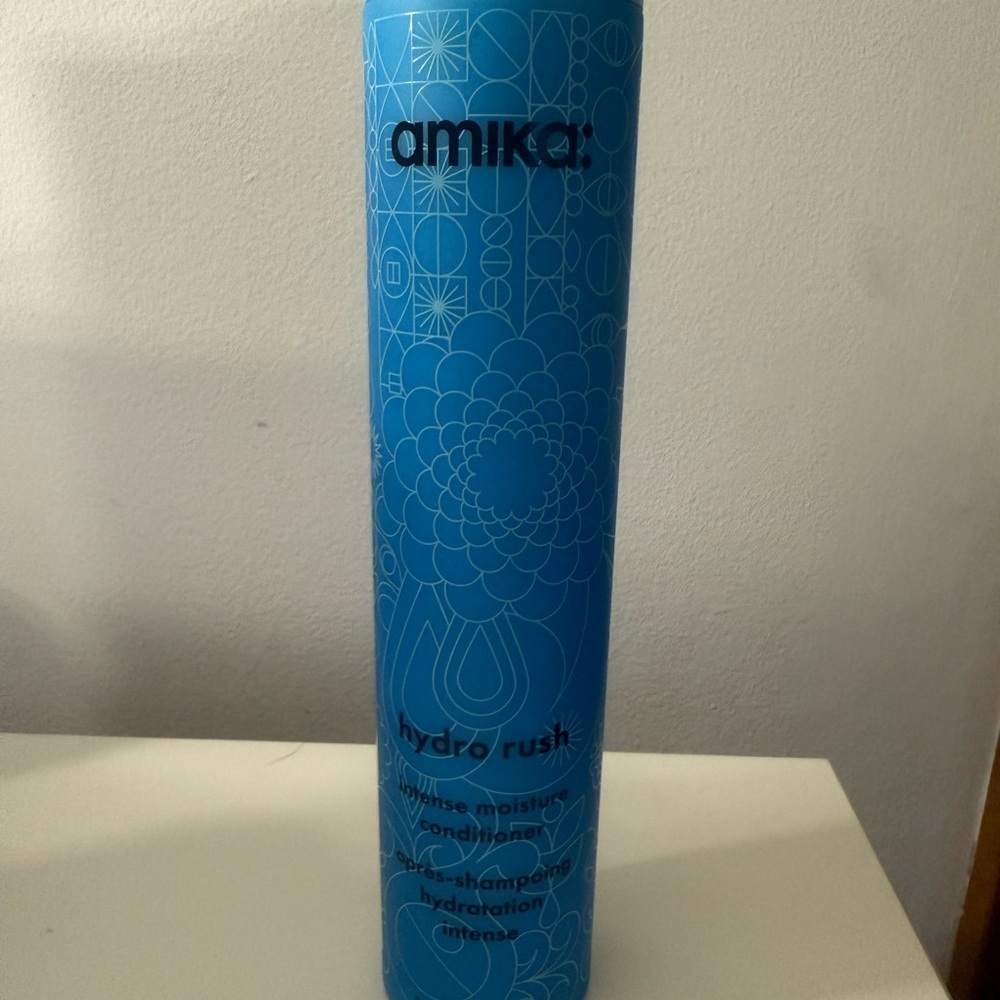 amika:
hydro rush
intense moisture
conditioner
après-shampoing
hydratation
intense